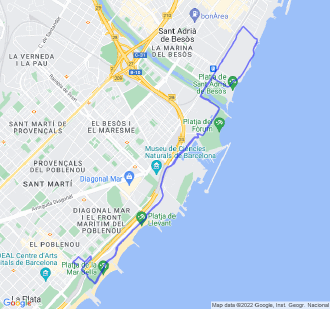 bonÀrea
Sant Adrià
de Besòs
LA MARINA
DEL BESÒS
LA VERNEDA
I LA PAU
C-31
B-10
Platja de
Sant Adrià
de Besòs
EL BESÒS I
EL MARESME
Platja del
Fòrum
SANT MARTÍ DE
PROVENÇALS
Museu de Ciències
Naturals de Barcelona
PROVENÇALS
DEL POBLENOU
Diagonal Mar
SANT MARTÍ
Avinguda Diagonal
DIAGONAL MAR
I EL FRONT
MARÍTIM DEL
POBLENOU
Platja de
Llevant
EL POBLENOU
IDEAL Centre d'Arts
Digitals de Barcelona
Platja de la
Mar Bella
Google
Map data ©2022 Google, Inst. Geogr. Nacional